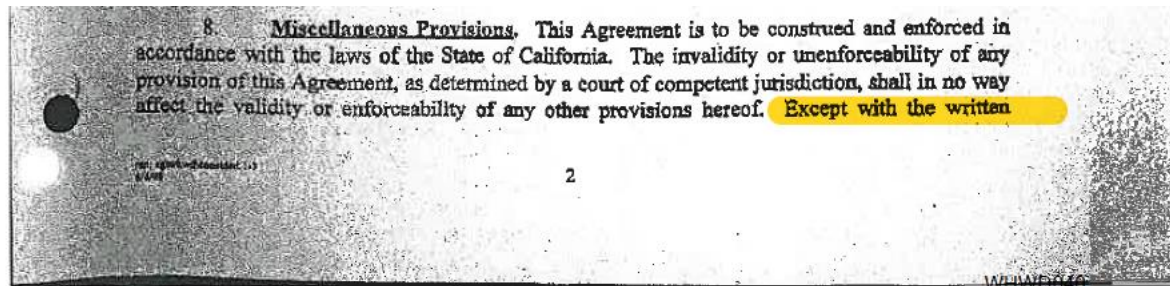 8. Miscellaneous Provisions. This Agreement is to be construed and enforced in
accordance with the laws of the State of California. The invalidity or unenforceability of any
provision of this Agreement, as determined by a court of competent jurisdiction, shall in no way
affect the validity or enforceability of any other provisions hereof. Except with the written
2